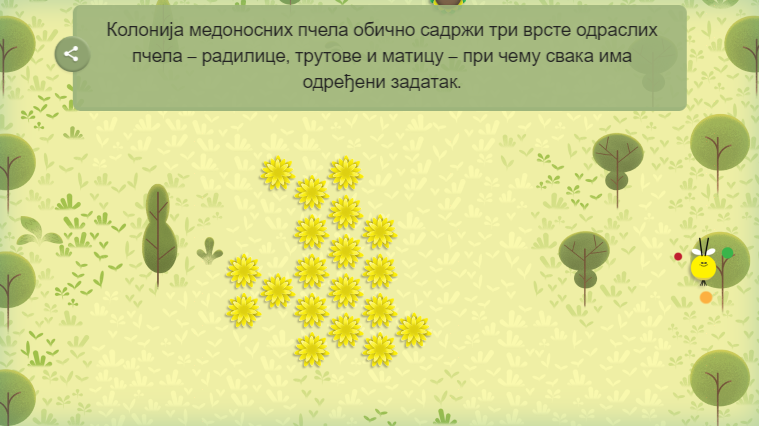 Колонија медоносних пчела обично садржи три врсте одраслих
пчела – радилице, трутове и матицу – при чему свака има
одређени задатак.